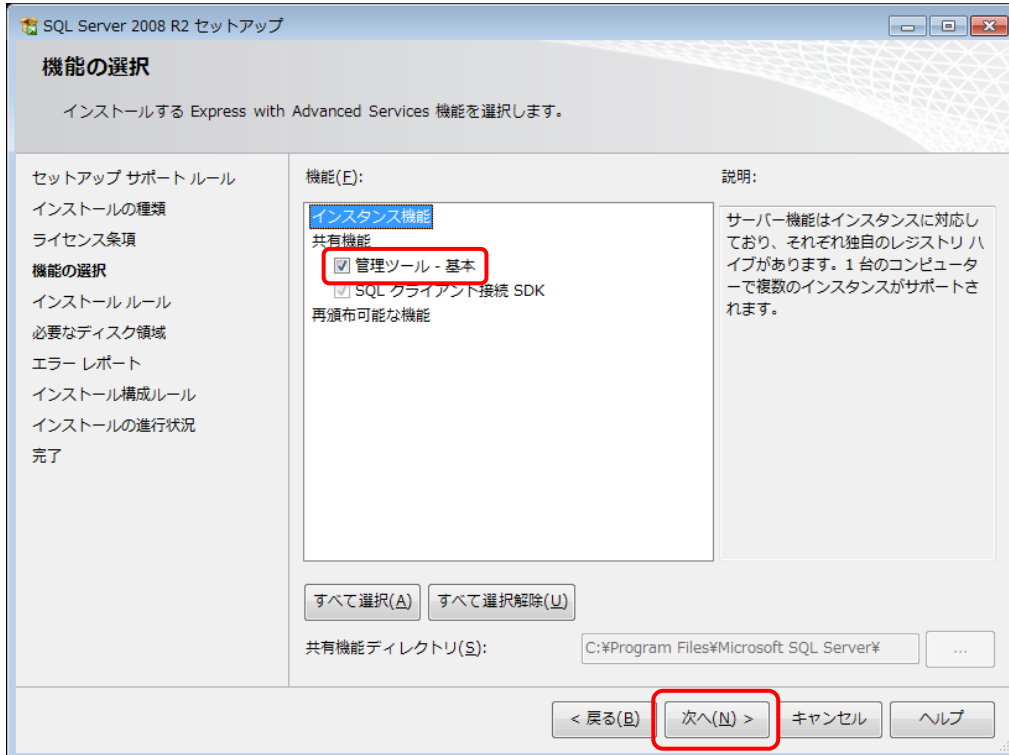 SQL Server 2008 R2 セットアップ
機能の選択
インストールする Express with Advanced Services 機能を選択します。
セットアップ サポート ルール
インストールの種類
ライセンス条項
機能の選択
インストール ルール
必要なディスク領域
エラー レポート
インストール構成ルール
インストールの進行状況
完了
機能(F):
インスタンス機能
共有機能
管理ツール - 基本
SQL クライアント接続 SDK
再頒布可能な機能
説明:
サーバー機能はインスタンスに対応し
ており、それぞれ独自のレジストリ ハ
イブがあります。1 台のコンピュータ
ーで複数のインスタンスがサポートさ
れます。
すべて選択(A)
すべて選択解除(U)
共有機能ディレクトリ(S):
C:¥Program Files¥Microsoft SQL Server¥
...
< 戻る(B)
次へ(N) >
キャンセル
ヘルプ